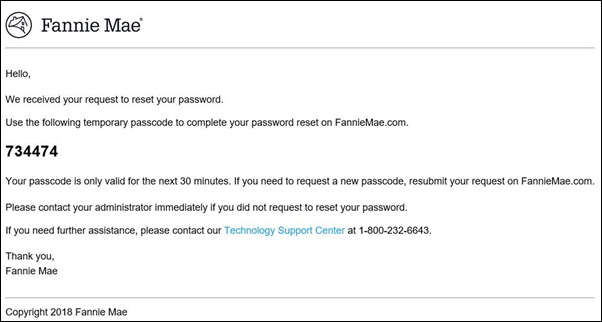 Fannie Mae®
Hello,
We received your request to reset your password.
Use the following temporary passcode to complete your password reset on FannieMae.com.
734474
Your passcode is only valid for the next 30 minutes. If you need to request a new passcode, resubmit your request on FannieMae.com.
Please contact your administrator immediately if you did not request to reset your password.
If you need further assistance, please contact our Technology Support Center at 1-800-232-6643.
Thank you,
Fannie Mae
Copyright 2018 Fannie Mae